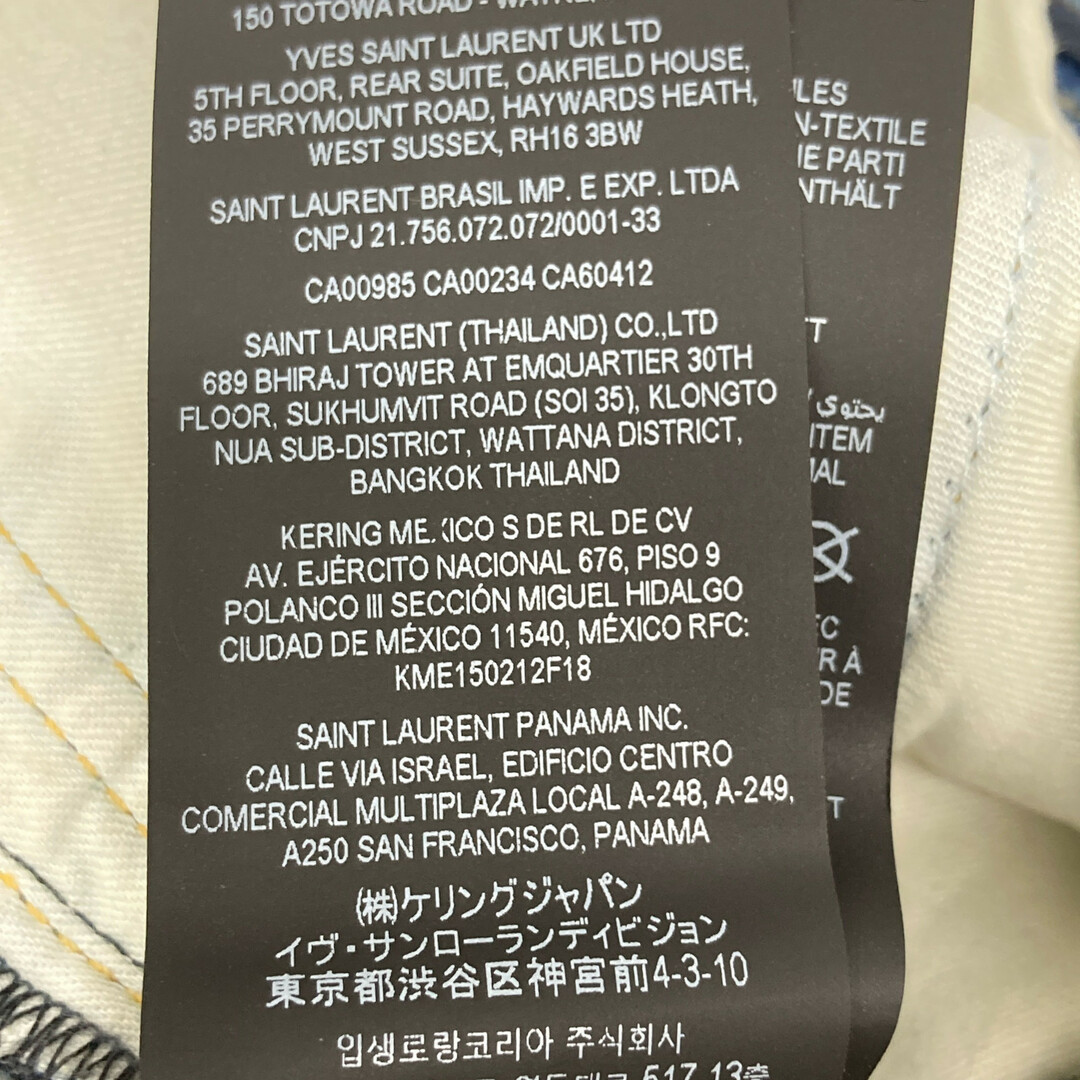 150 TOTOWA ROAD - WAYNE,
YVES SAINT LAURENT UK LTD
5TH FLOOR, REAR SUITE, OAKFIELD HOUSE,
35 PERRYMOUNT ROAD, HAYWARDS HEATH,
WEST SUSSEX, RH16 3BW
SAINT LAURENT BRASIL IMP. E EXP. LTDA
CNPJ 21.756.072.072/0001-33
CA00985 CA00234 CA60412
SAINT LAURENT (THAILAND) CO.,LTD
689 BHIRAJ TOWER AT EMQUARTIER 30TH
FLOOR, SUKHUMVIT ROAD (SOI 35), KLONGTO
NUA SUB-DISTRICT, WATTANA DISTRICT,
BANGKOK THAILAND
KERING MEXICO S DE RL DE CV
AV. EJÉRCITO NACIONAL 676, PISO 9
POLANCO III SECCIÓN MIGUEL HIDALGO
CIUDAD DE MÉXICO 11540, MÉXICO RFC:
KME150212F18
SAINT LAURENT PANAMA INC.
CALLE VIA ISRAEL, EDIFICIO CENTRO
COMERCIAL MULTIPLAZA LOCAL A-248, A-249,
A250 SAN FRANCISCO, PANAMA
(株)ケリングジャパン
イヴ・サンローランディビジョン
東京都渋谷区神宮前4-3-10
입생로랑코리아 주식회사
517 13층
N-TEXTILE
PARTI
يحتوي
ITEM
À
DE